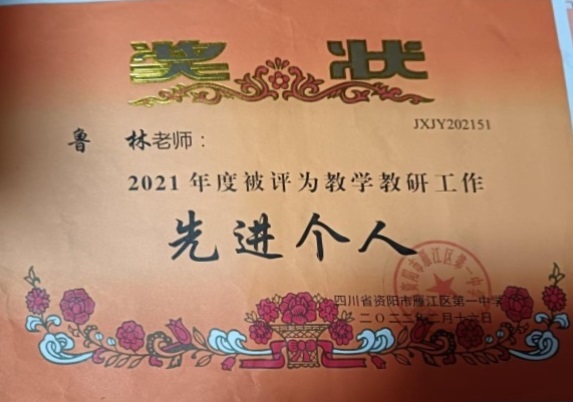 奖状
JXJY202151
鲁 林老师：
2021年度被评为教学教研工作
先进个人
四川省资阳市雁江区第一中学
二〇二二年二月十六日